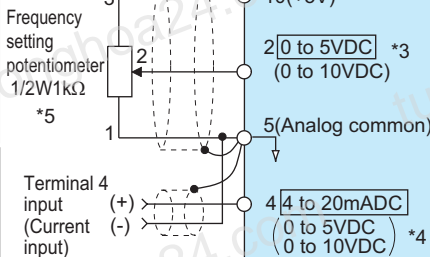 3
10(+5V)
Frequency
setting
potentiometer
1/2W1kΩ
*5
2
2 0 to 5VDC *3
(0 to 10VDC)
1
5(Analog common)
Terminal 4
input (+)
(Current (-)
input)
4 4 to 20mADC
(0 to 5VDC
0 to 10VDC) *4